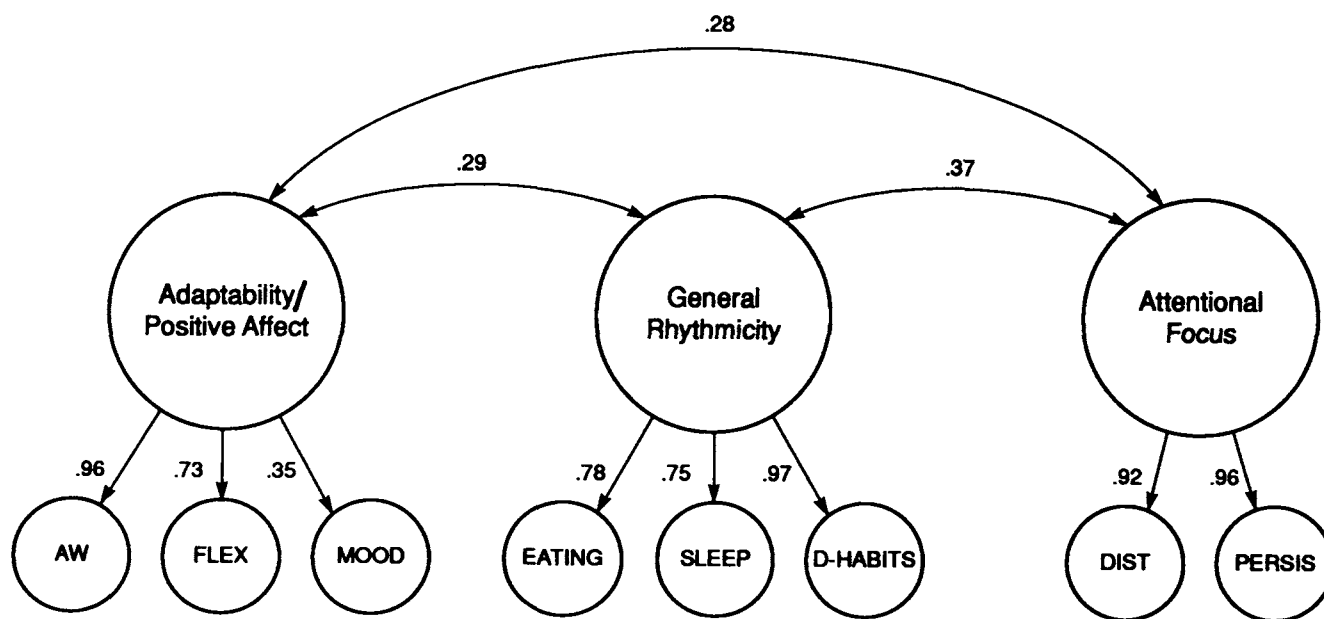 .28
.29
.37
Adaptability/
Positive Affect
General
Rhythmicity
Attentional
Focus
.96
.73
.35
.78
.75
.97
.92
.96
AW
FLEX
MOOD
EATING
SLEEP
D-HABITS
DIST
PERSIS